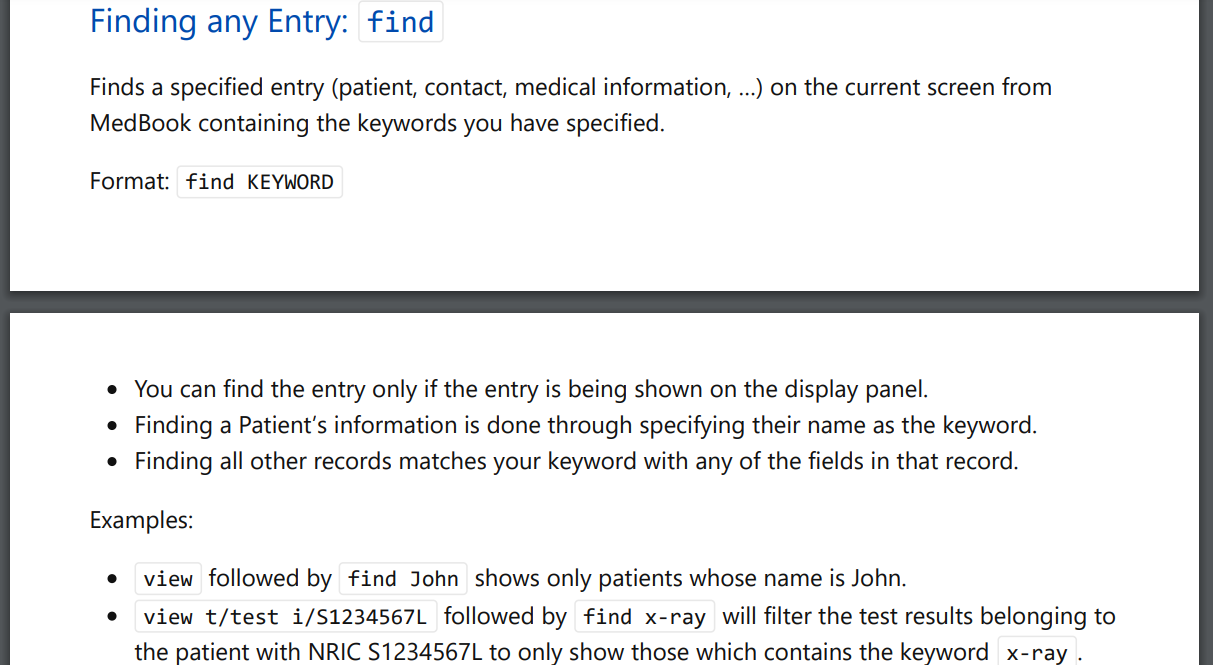 Finding any Entry: find
Finds a specified entry (patient, contact, medical information, ...) on the current screen from
MedBook containing the keywords you have specified.
Format: find KEYWORD
• You can find the entry only if the entry is being shown on the display panel.
• Finding a Patient’s information is done through specifying their name as the keyword.
• Finding all other records matches your keyword with any of the fields in that record.
Examples:
• view followed by find John shows only patients whose name is John.
• view t/test i/S1234567L followed by find x-ray will filter the test results belonging to
the patient with NRIC S1234567L to only show those which contains the keyword x-ray .